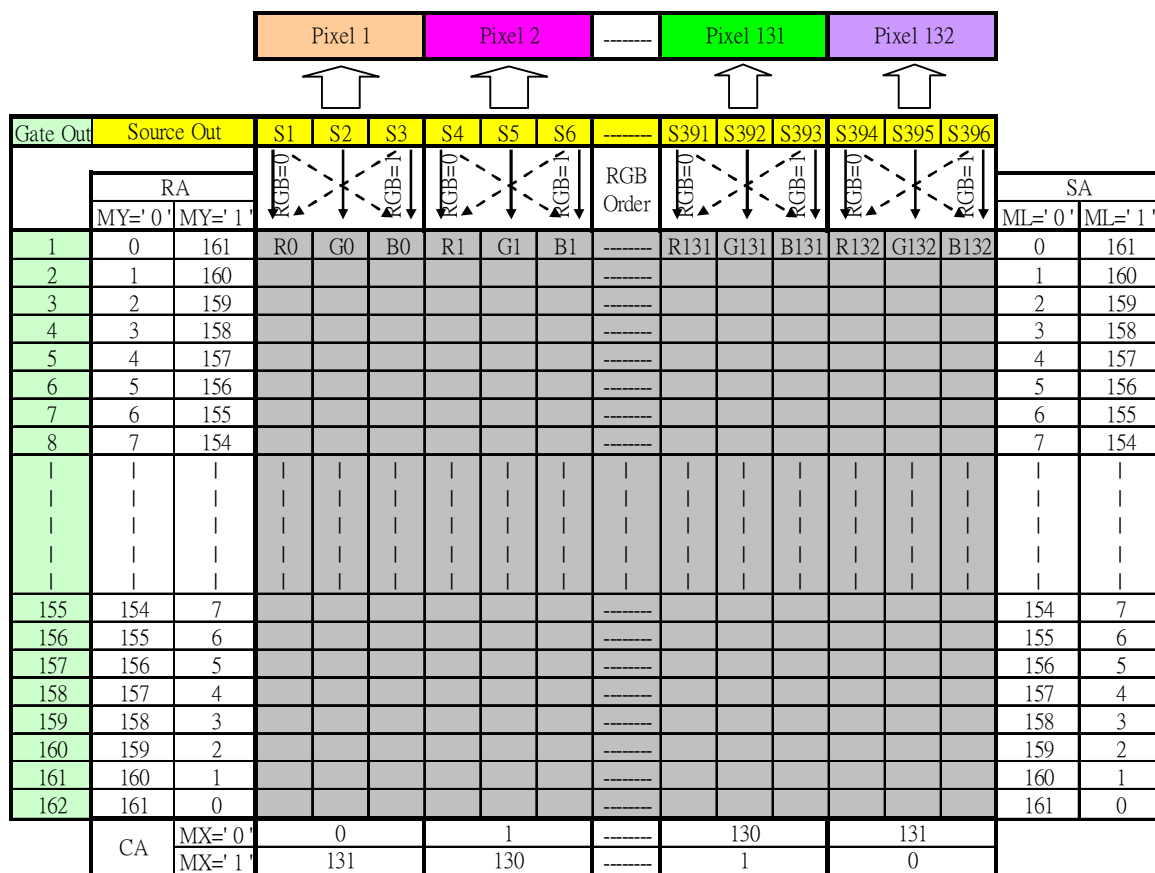 Pixel 1 Pixel 2 -------- Pixel 131 Pixel 132
Gate Out Source Out S1 S2 S3 S4 S5 S6 -------- S391 S392 S393 S394 S395 S396
RGB=0 RGB=1 RGB=0 RGB=1 RGB Order RGB=0 RGB=1 RGB=0 RGB=1
RA SA
MY=' 0 ' MY=' 1 ' ML=' 0 ' ML=' 1 '
1 0 161 R0 G0 B0 R1 G1 B1 -------- R131 G131 B131 R132 G132 B132 0 161
2 1 160 -------- 1 160
3 2 159 -------- 2 159
4 3 158 -------- 3 158
5 4 157 -------- 4 157
6 5 156 -------- 5 156
7 6 155 -------- 6 155
8 7 154 -------- 7 154
| | | | | | | | | | | | | | | | | |
| | | | | | | | | | | | | | | | | |
| | | | | | | | | | | | | | | | | |
| | | | | | | | | | | | | | | | | |
| | | | | | | | | | | | | | | | | |
155 154 7 -------- 154 7
156 155 6 -------- 155 6
157 156 5 -------- 156 5
158 157 4 -------- 157 4
159 158 3 -------- 158 3
160 159 2 -------- 159 2
161 160 1 -------- 160 1
162 161 0 -------- 161 0
CA MX=' 0 ' 0 1 -------- 130 131
MX=' 1 ' 131 130 -------- 1 0